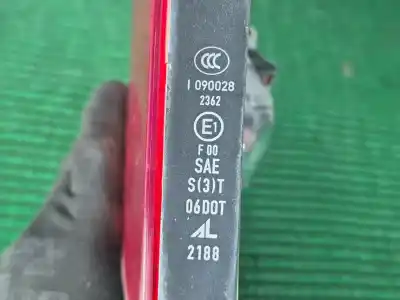 CCC
I 090028
2362
E1
F 00
SAE
S(3)T
06DOT
AL
2188